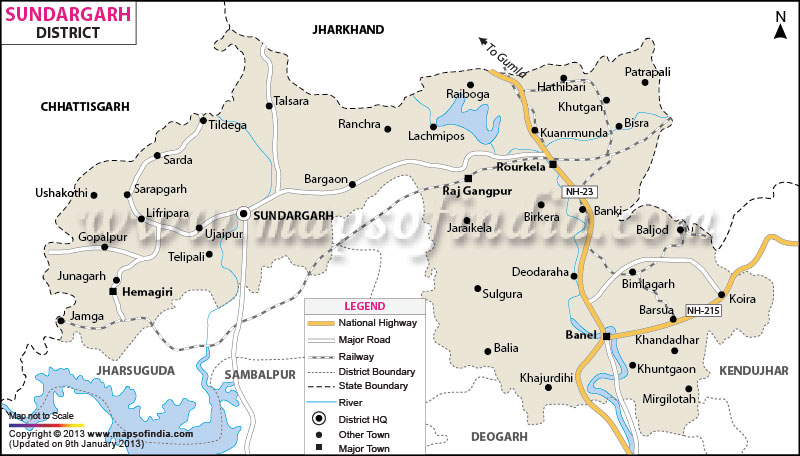 SUNDARGARH
DISTRICT
JHARKHAND
N
To Gumla
CHHATTISGARH
Patrapali
Hathibari
Raiboga
Khutgan
Talsara
Tildega
Ranchra
Lachmipos
Kuanrmunda
Bisra
Sarda
Rourkela
Bargaon
Raj Gangpur
NH-23
Ushakothi
Sarapgarh
Lifripara
SUNDARGARH
Birkera
Banki
www.mapsofindia.com
Ujaipur
Jaraikela
Baljod
Gopalpur
Telipali
Deodaraha
Junagarh
Bimlagarh
Hemagiri
Sulgura
Koira
Barsua
NH-215
Jamga
Banel
Khandadhar
Balia
Khuntgaon
KENDUJHAR
JHARSUGUDA
SAMBALPUR
Khajurdihi
Mirgilotah
DEOGARH
LEGEND
National Highway
Major Road
Railway
District Boundary
State Boundary
River
District HQ
Other Town
Major Town
Map not to Scale
Copyright © 2013 www.mapsofindia.com
(Updated on 9th January 2013)